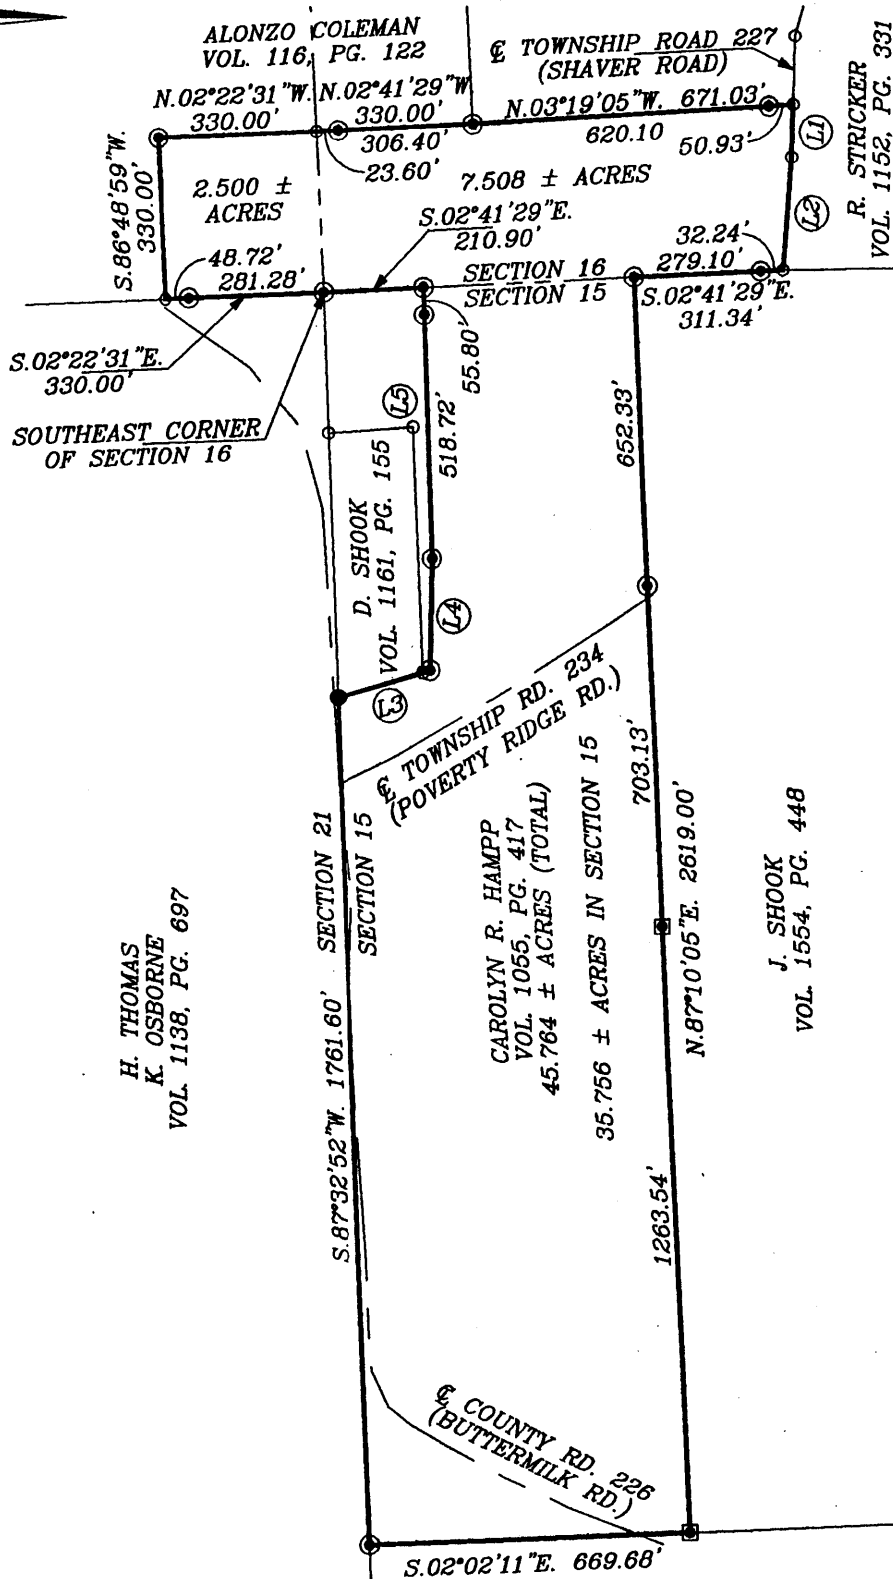 ALONZO COLEMAN
VOL. 116, PG. 122
℄ TOWNSHIP ROAD 227
(SHAVER ROAD)
R. STRICKER
VOL. 1152, PG. 331
N.02°22'31"W.
330.00'
N.02°41'29"W
330.00'
306.40'
23.60'
N.03°19'05"W. 671.03'
620.10
50.93'
L1
L2
S.86°48'59"W.
330.00'
2.500 ±
ACRES
7.508 ± ACRES
S.02°41'29"E.
210.90'
48.72'
281.28'
SECTION 16
SECTION 15
32.24'
279.10'
S.02°41'29"E.
311.34'
S.02°22'31"E.
330.00'
SOUTHEAST CORNER
OF SECTION 16
55.80'
518.72'
652.33'
L5
D. SHOOK
VOL. 1161, PG. 155
L4
L3
℄ TOWNSHIP RD. 234
(POVERTY RIDGE RD.)
703.13'
N.87°10'05"E. 2619.00'
SECTION 21
SECTION 15
CAROLYN R. HAMPP
VOL. 1055, PG. 417
45.764 ± ACRES (TOTAL)
35.756 ± ACRES IN SECTION 15
J. SHOOK
VOL. 1554, PG. 448
H. THOMAS
K. OSBORNE
VOL. 1138, PG. 697
S.87°32'52"W. 1761.60'
1263.54'
℄ COUNTY RD. 226
(BUTTERMILK RD.)
S.02°02'11"E. 669.68'